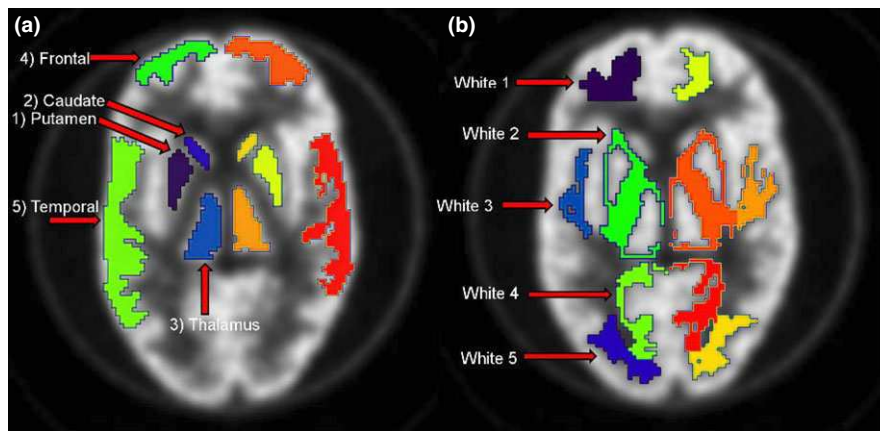 (a)
4) Frontal
2) Caudate
1) Putamen
5) Temporal
3) Thalamus
(b)
White 1
White 2
White 3
White 4
White 5